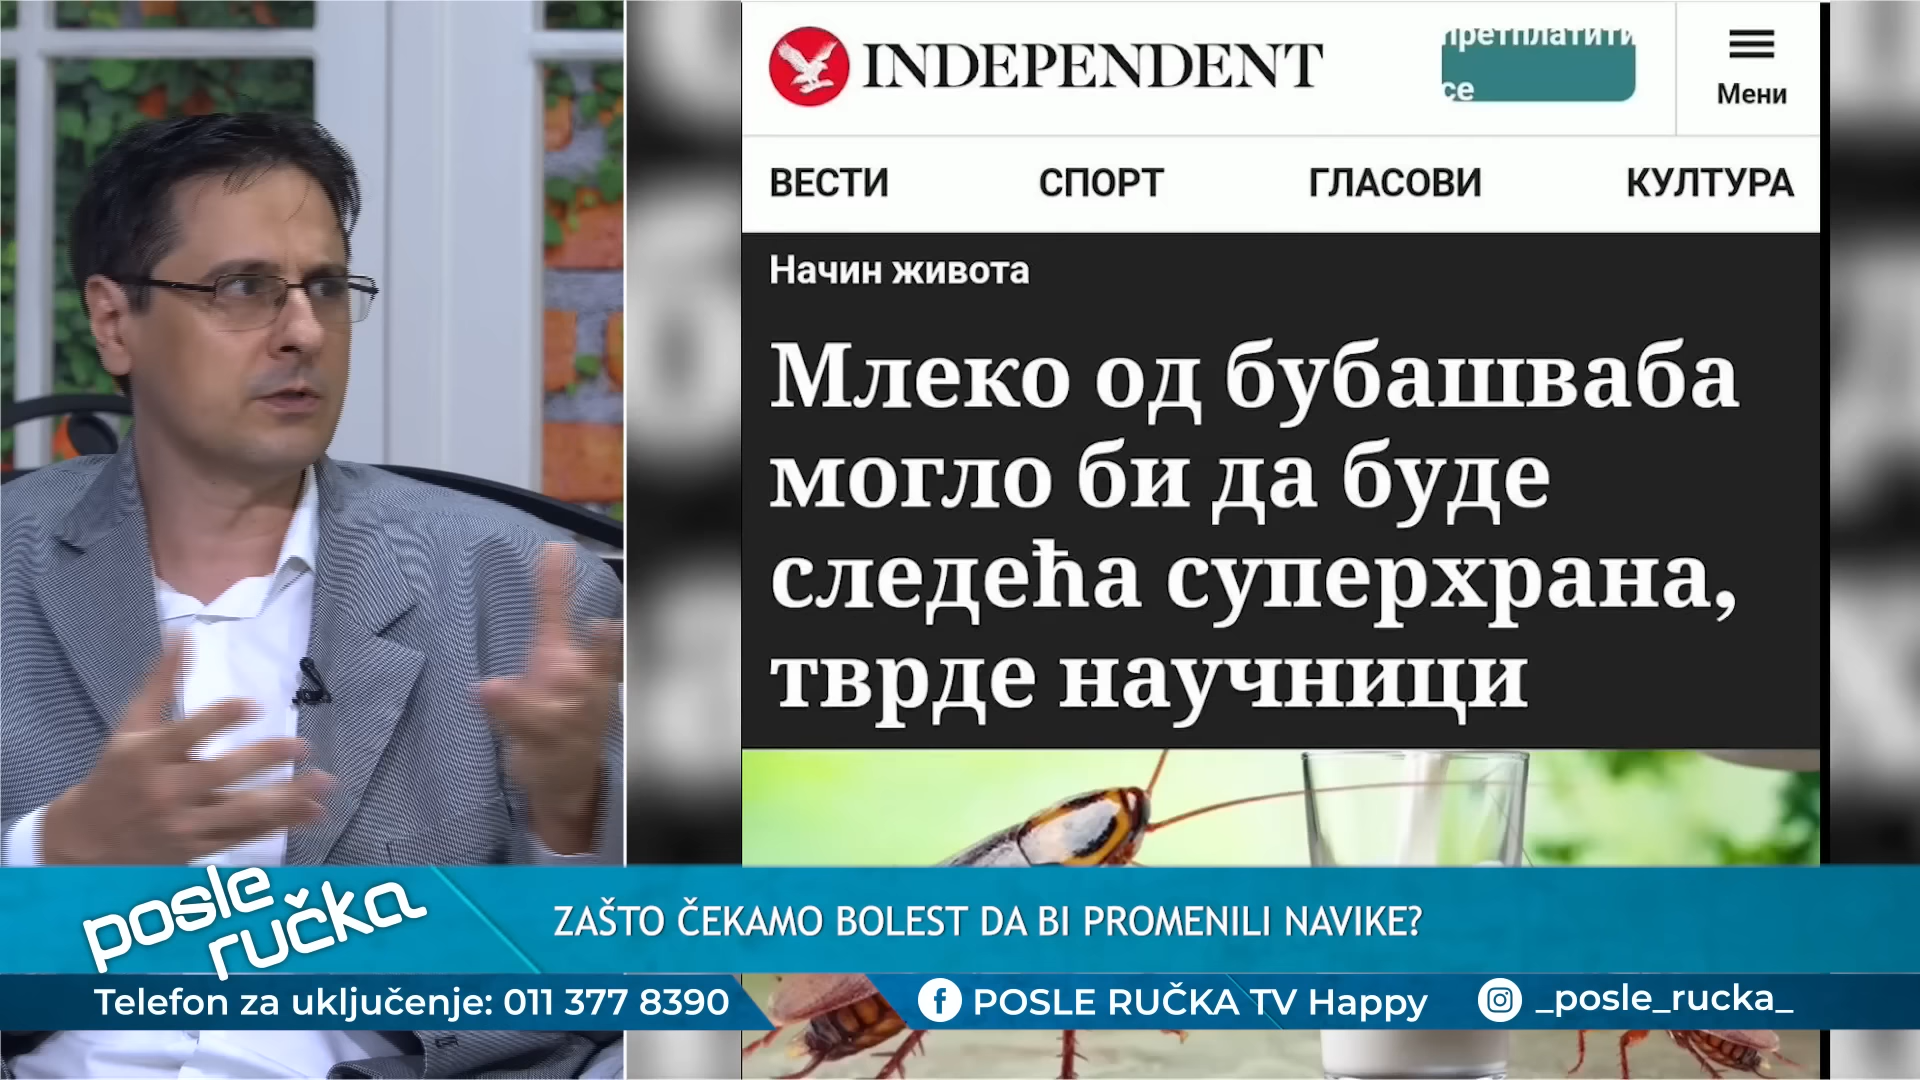 INDEPENDENT
Претплатити
се
Мени
ВЕСТИ СПОРТ ГЛАСОВИ КУЛТУРА
Начин живота
Млеко од бубашваба
могло би да буде
следећа суперхрана,
тврде научници
posle
ručka
ZAŠTO ČEKAMO BOLEST DA BI PROMENILI NAVIKE?
Telefon za uključenje: 011 377 8390
POSLE RUČKA TV Happy
_posle_rucka_